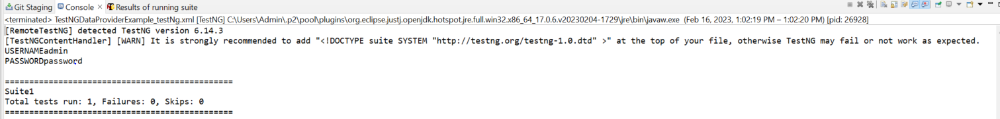 Git Staging Console × Results of running suite
<terminated> TestNGDataProviderExample_testNg.xml [TestNG] C:\Users\Admin\.p2\pool\plugins\org.eclipse.justj.openjdk.hotspot.jre.full.win32.x86_64_17.0.6.v20230204-1729\jre\bin\javaw.exe (Feb 16, 2023, 1:02:19 PM – 1:02:20 PM) [pid: 26928]
[RemoteTestNG] detected TestNG version 6.14.3
[TestNGContentHandler] [WARN] It is strongly recommended to add "<!DOCTYPE suite SYSTEM "http://testng.org/testng-1.0.dtd" >" at the top of your file, otherwise TestNG may fail or not work as expected.
USERNAMEadmin
PASSWORDpassword
===============================================
Suite1
Total tests run: 1, Failures: 0, Skips: 0
===============================================